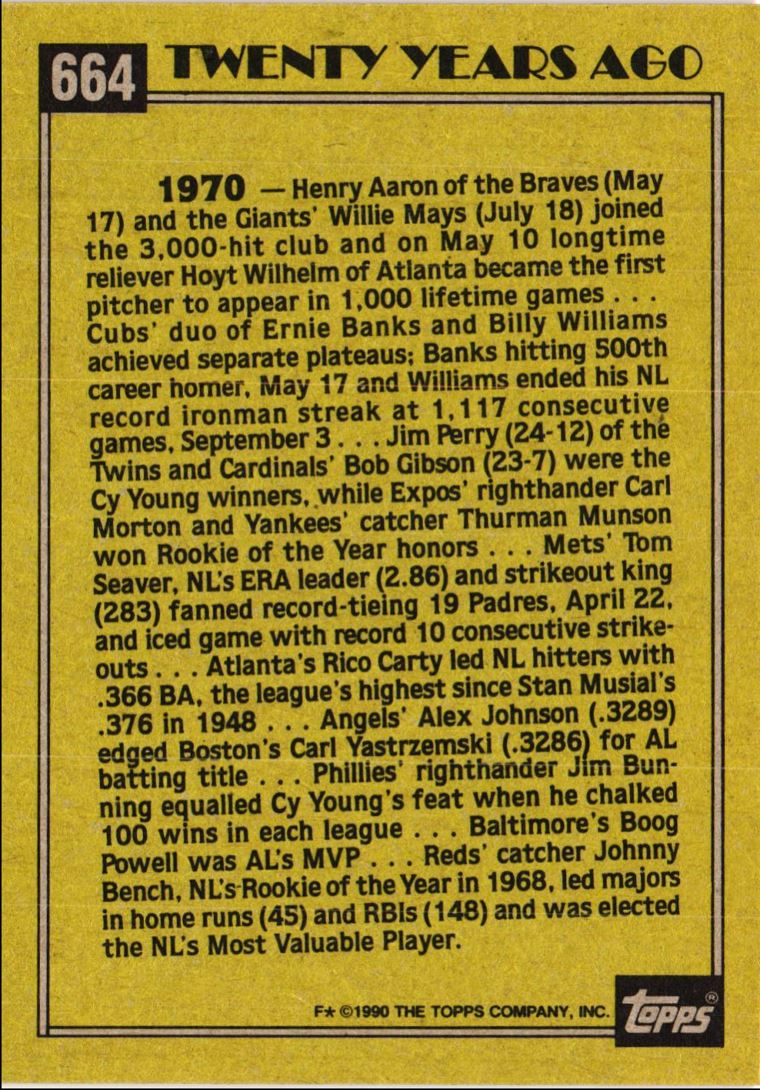 664 TWENTY YEARS AGO
1970 — Henry Aaron of the Braves (May
17) and the Giants' Willie Mays (July 18) joined
the 3,000-hit club and on May 10 longtime
reliever Hoyt Wilhelm of Atlanta became the first
pitcher to appear in 1,000 lifetime games . . .
Cubs' duo of Ernie Banks and Billy Williams
achieved separate plateaus; Banks hitting 500th
career homer, May 17 and Williams ended his NL
record ironman streak at 1,117 consecutive
games, September 3 . . . Jim Perry (24-12) of the
Twins and Cardinals' Bob Gibson (23-7) were the
Cy Young winners, while Expos' righthander Carl
Morton and Yankees' catcher Thurman Munson
won Rookie of the Year honors . . . Mets' Tom
Seaver, NL's ERA leader (2.86) and strikeout king
(283) fanned record-tieing 19 Padres, April 22,
and iced game with record 10 consecutive strike-
outs . . . Atlanta's Rico Carty led NL hitters with
.366 BA, the league's highest since Stan Musial's
.376 in 1948 . . . Angels' Alex Johnson (.3289)
edged Boston's Carl Yastrzemski (.3286) for AL
batting title . . . Phillies' righthander Jim Bun-
ning equalled Cy Young's feat when he chalked
100 wins in each league . . . Baltimore's Boog
Powell was AL's MVP . . . Reds' catcher Johnny
Bench, NL's Rookie of the Year in 1968, led majors
in home runs (45) and RBIs (148) and was elected
the NL's Most Valuable Player.
F★ ©1990 THE TOPPS COMPANY, INC. topps®